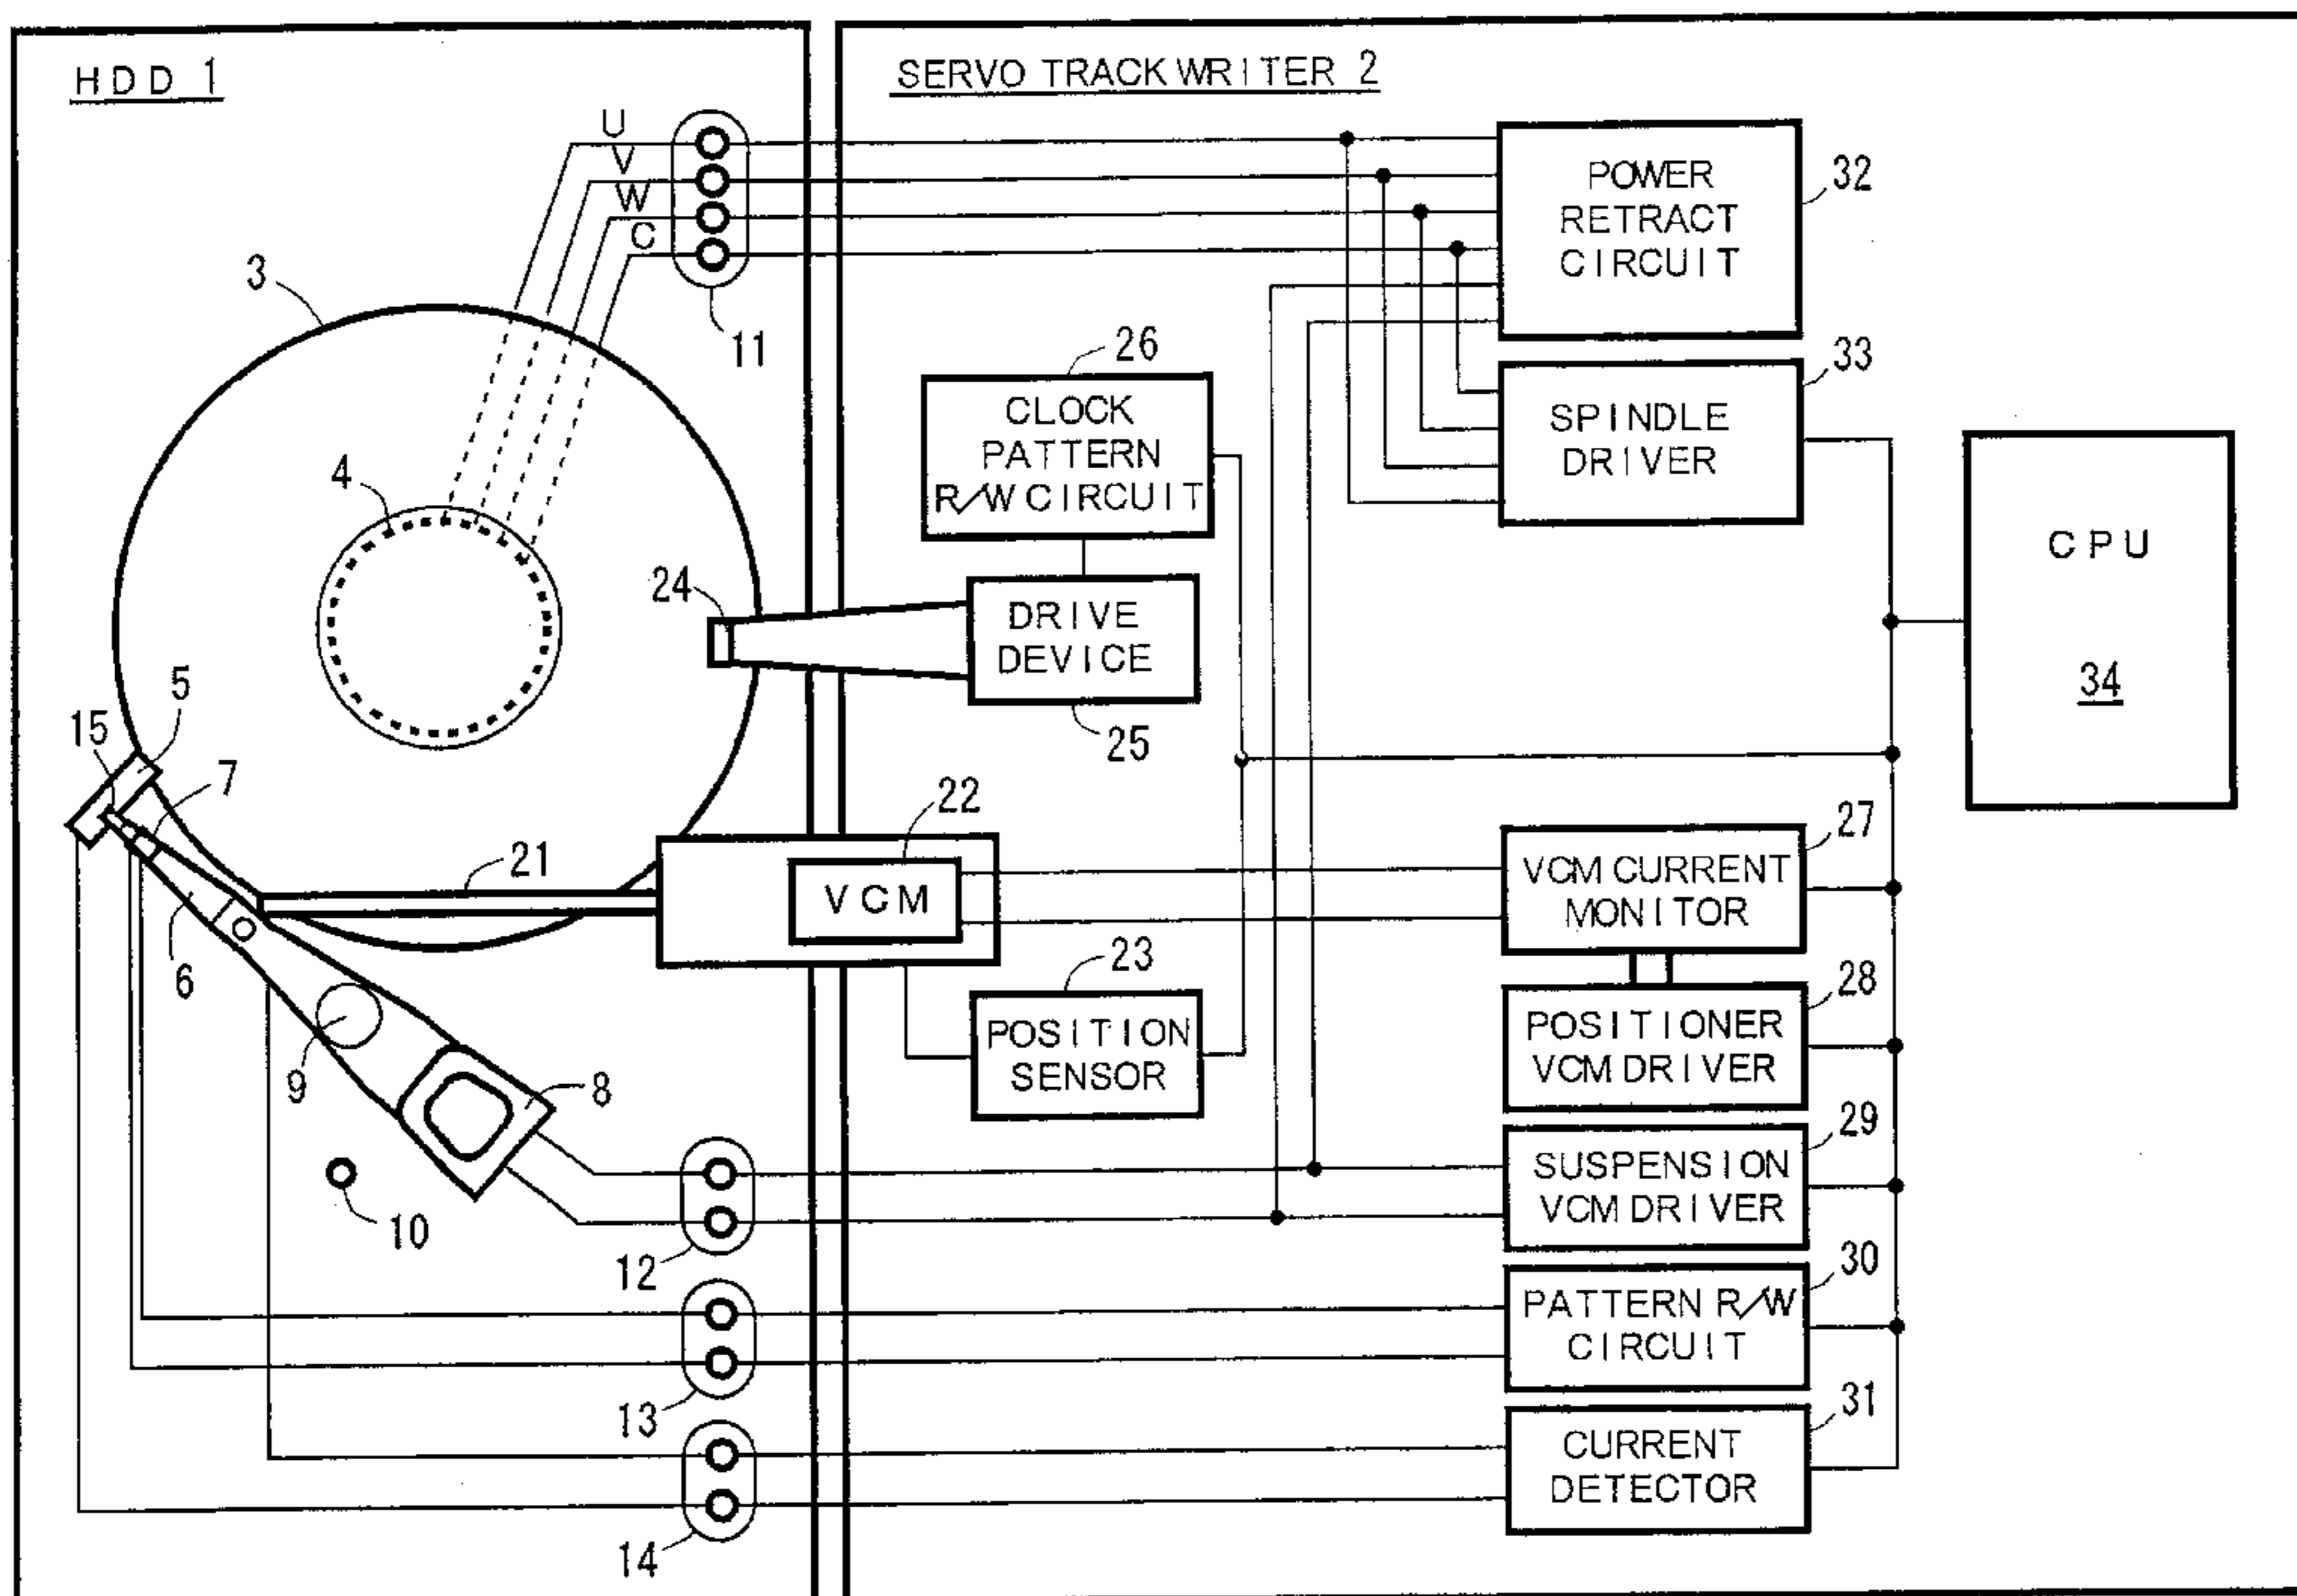 HDD 1
SERVO TRACK WRITER 2
U
V
W
C
11
3
4
POWER
RETRACT
CIRCUIT
32
26
CLOCK
PATTERN
R/W CIRCUIT
33
SPINDLE
DRIVER
CPU
34
24
DRIVE
DEVICE
25
5
15
7
22
VCM
21
27
VCM CURRENT
MONITOR
6
23
POSITION
SENSOR
28
POSITIONER
VCM DRIVER
9
8
29
SUSPENSION
VCM DRIVER
10
12
30
PATTERN R/W
CIRCUIT
13
31
CURRENT
DETECTOR
14